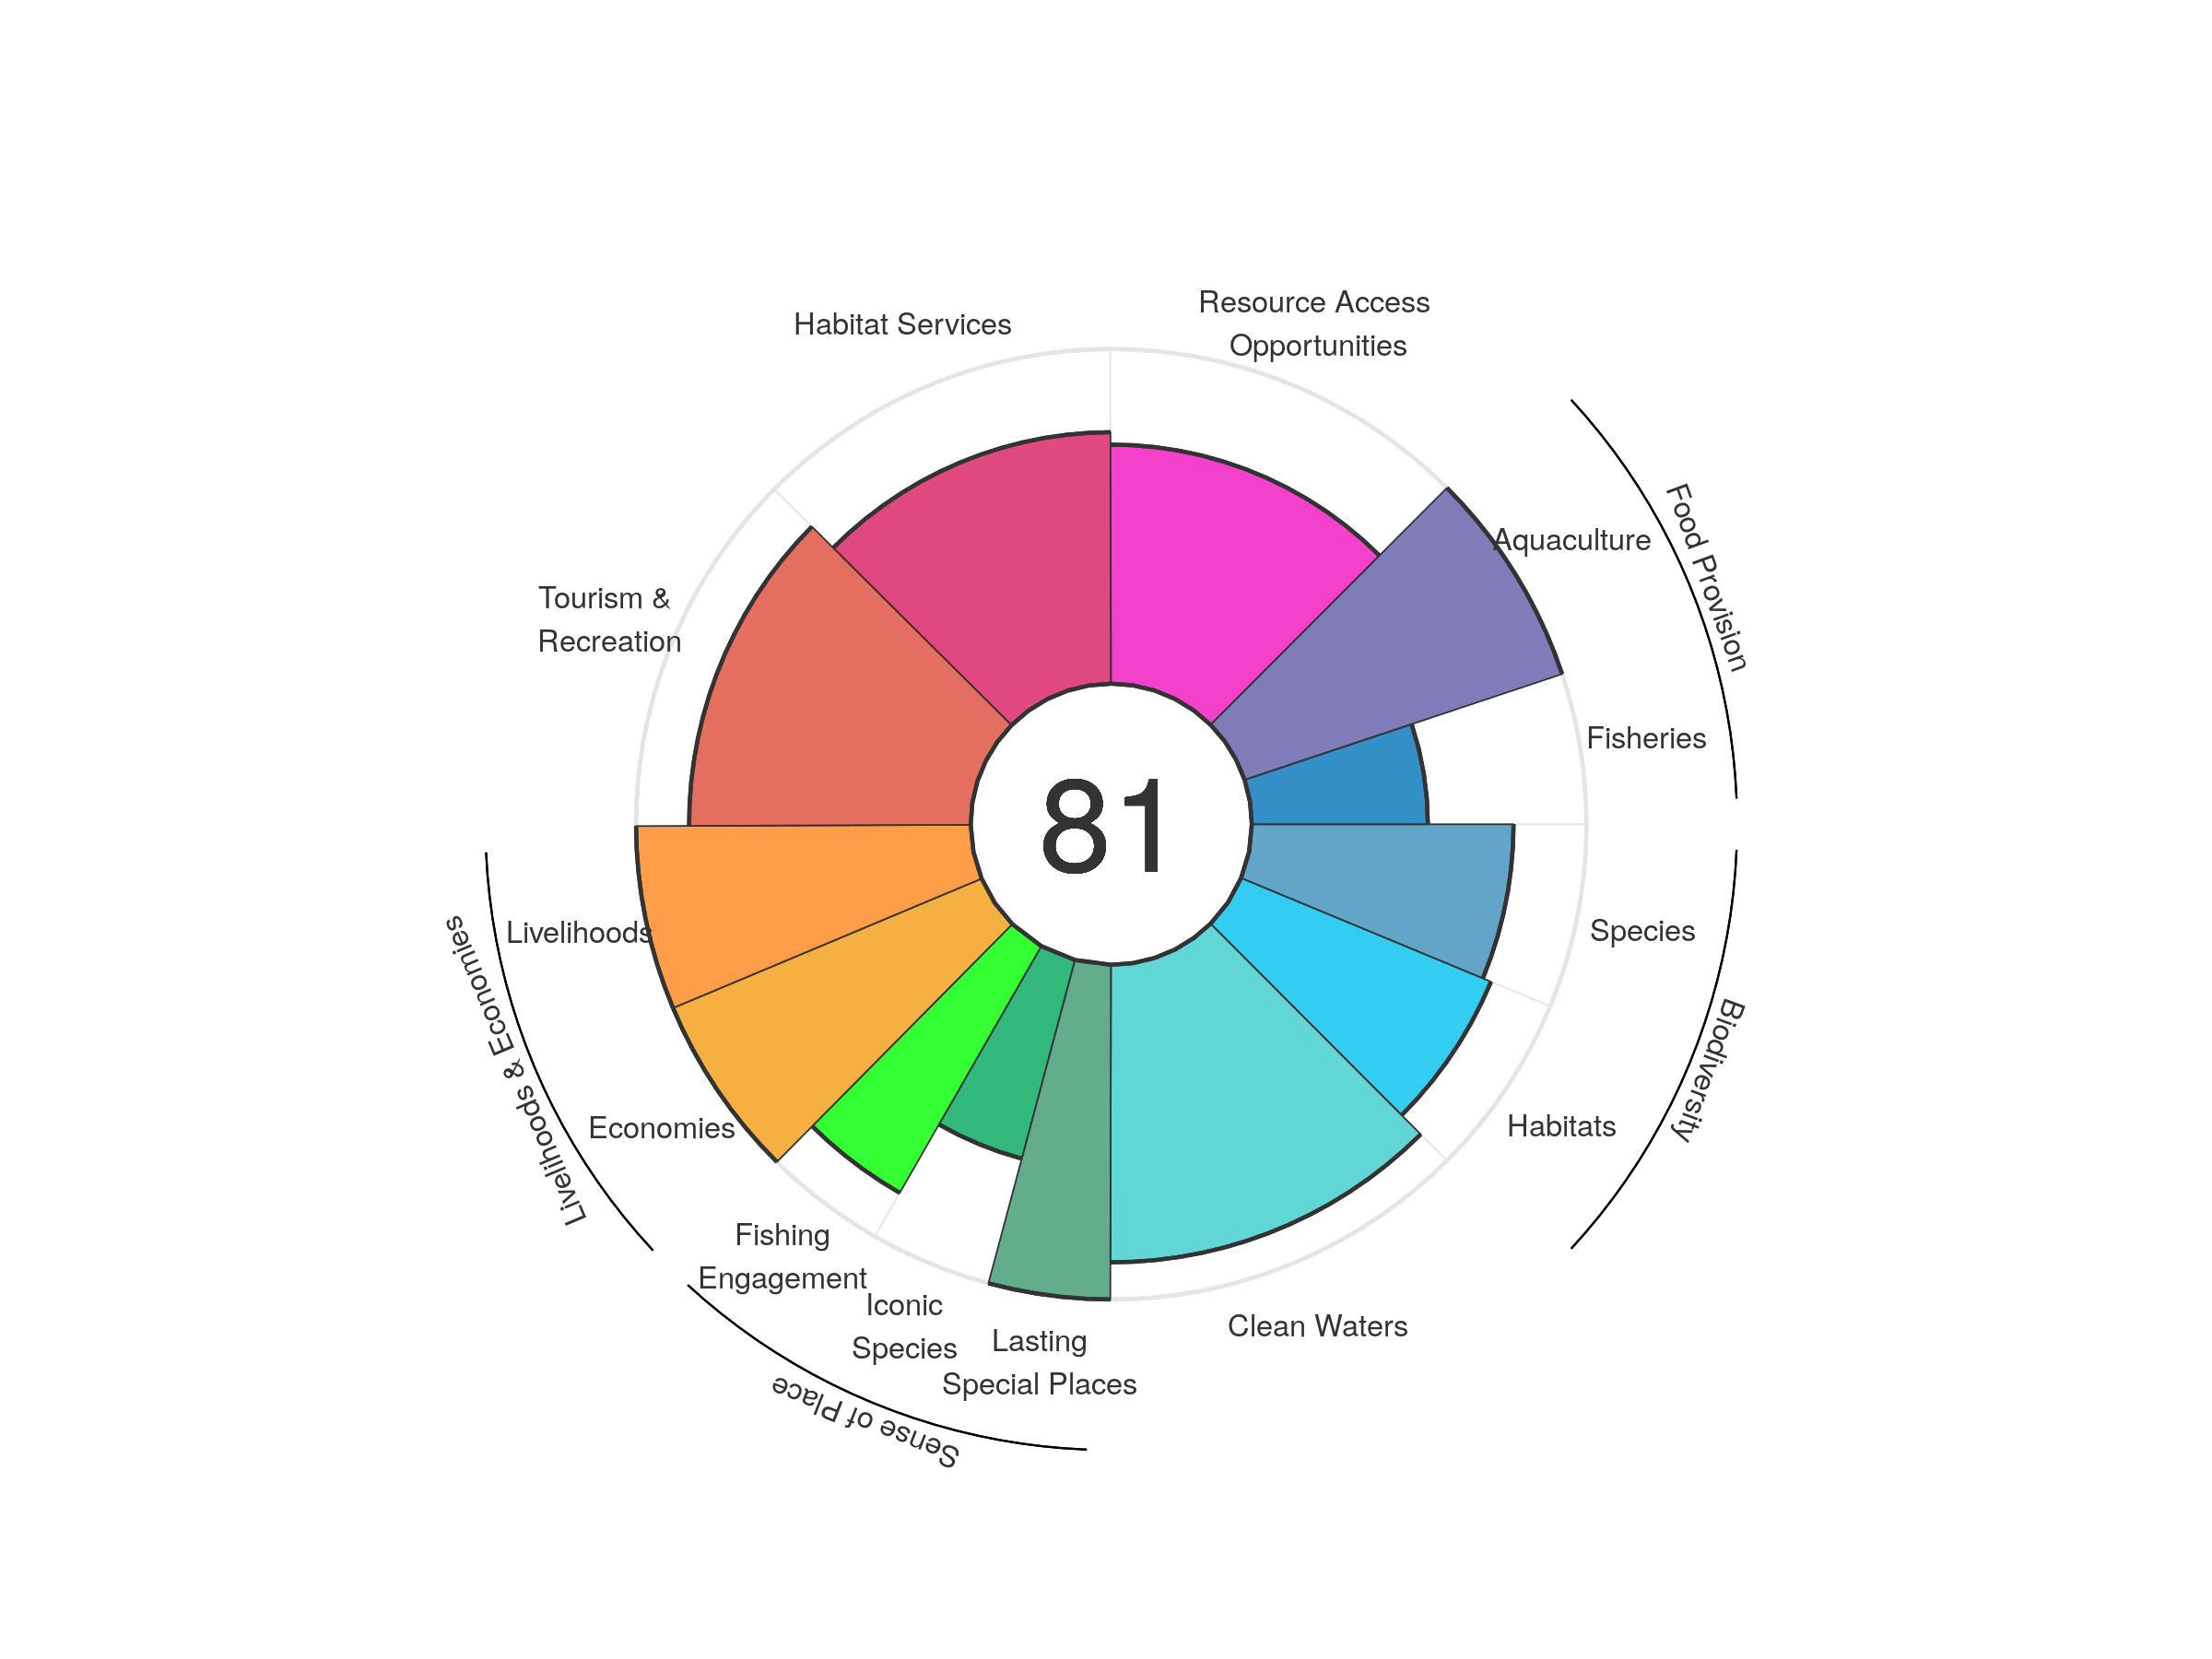 Resource Access
Opportunities
Habitat Services
Aquaculture
Food Provision
Tourism &
Recreation
Fisheries
81
Livelihoods
Species
Livelihoods & Economies
Biodiversity
Economies
Habitats
Fishing
Engagement
Iconic
Species
Lasting
Special Places
Clean Waters
Sense of Place